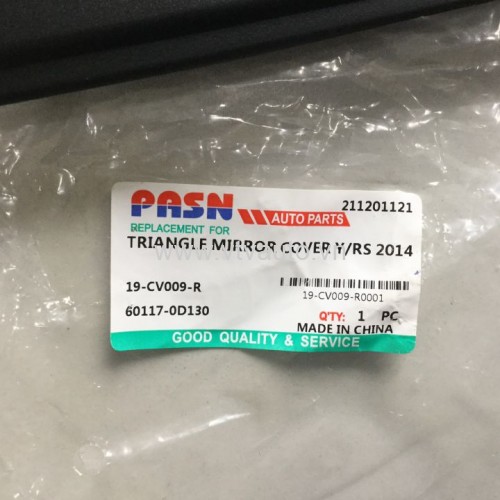 PASN AUTO PARTS 211201121
REPLACEMENT FOR
TRIANGLE MIRROR COVER Y/RS 2014
19-CV009-R
19-CV009-R0001
60117-0D130
Q'TY: 1 PC
MADE IN CHINA
GOOD QUALITY & SERVICE